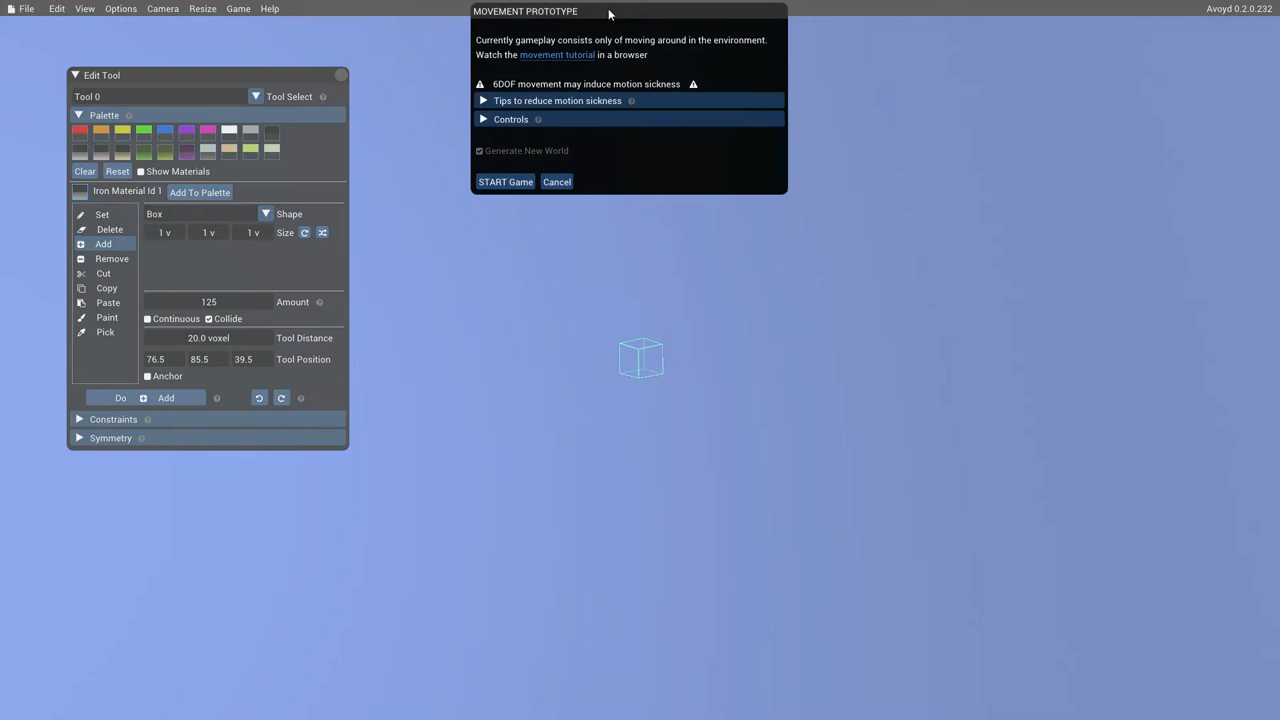 File Edit View Options Camera Resize Game Help
Avoyd 0.2.0.232
MOVEMENT PROTOTYPE
Currently gameplay consists only of moving around in the environment.
Watch the movement tutorial in a browser
6DOF movement may induce motion sickness
Tips to reduce motion sickness ?
Controls ?
Generate New World
START Game Cancel
Edit Tool
Tool 0 Tool Select ?
Palette ?
Clear Reset Show Materials
Iron Material Id 1 Add To Palette
Set
Delete
Add
Remove
Cut
Copy
Paste
Paint
Pick
Box Shape
1 v 1 v 1 v Size
125 Amount ?
Continuous Collide
20.0 voxel Tool Distance
76.5 85.5 39.5 Tool Position
Anchor
Do Add ? ?
Constraints ?
Symmetry ?